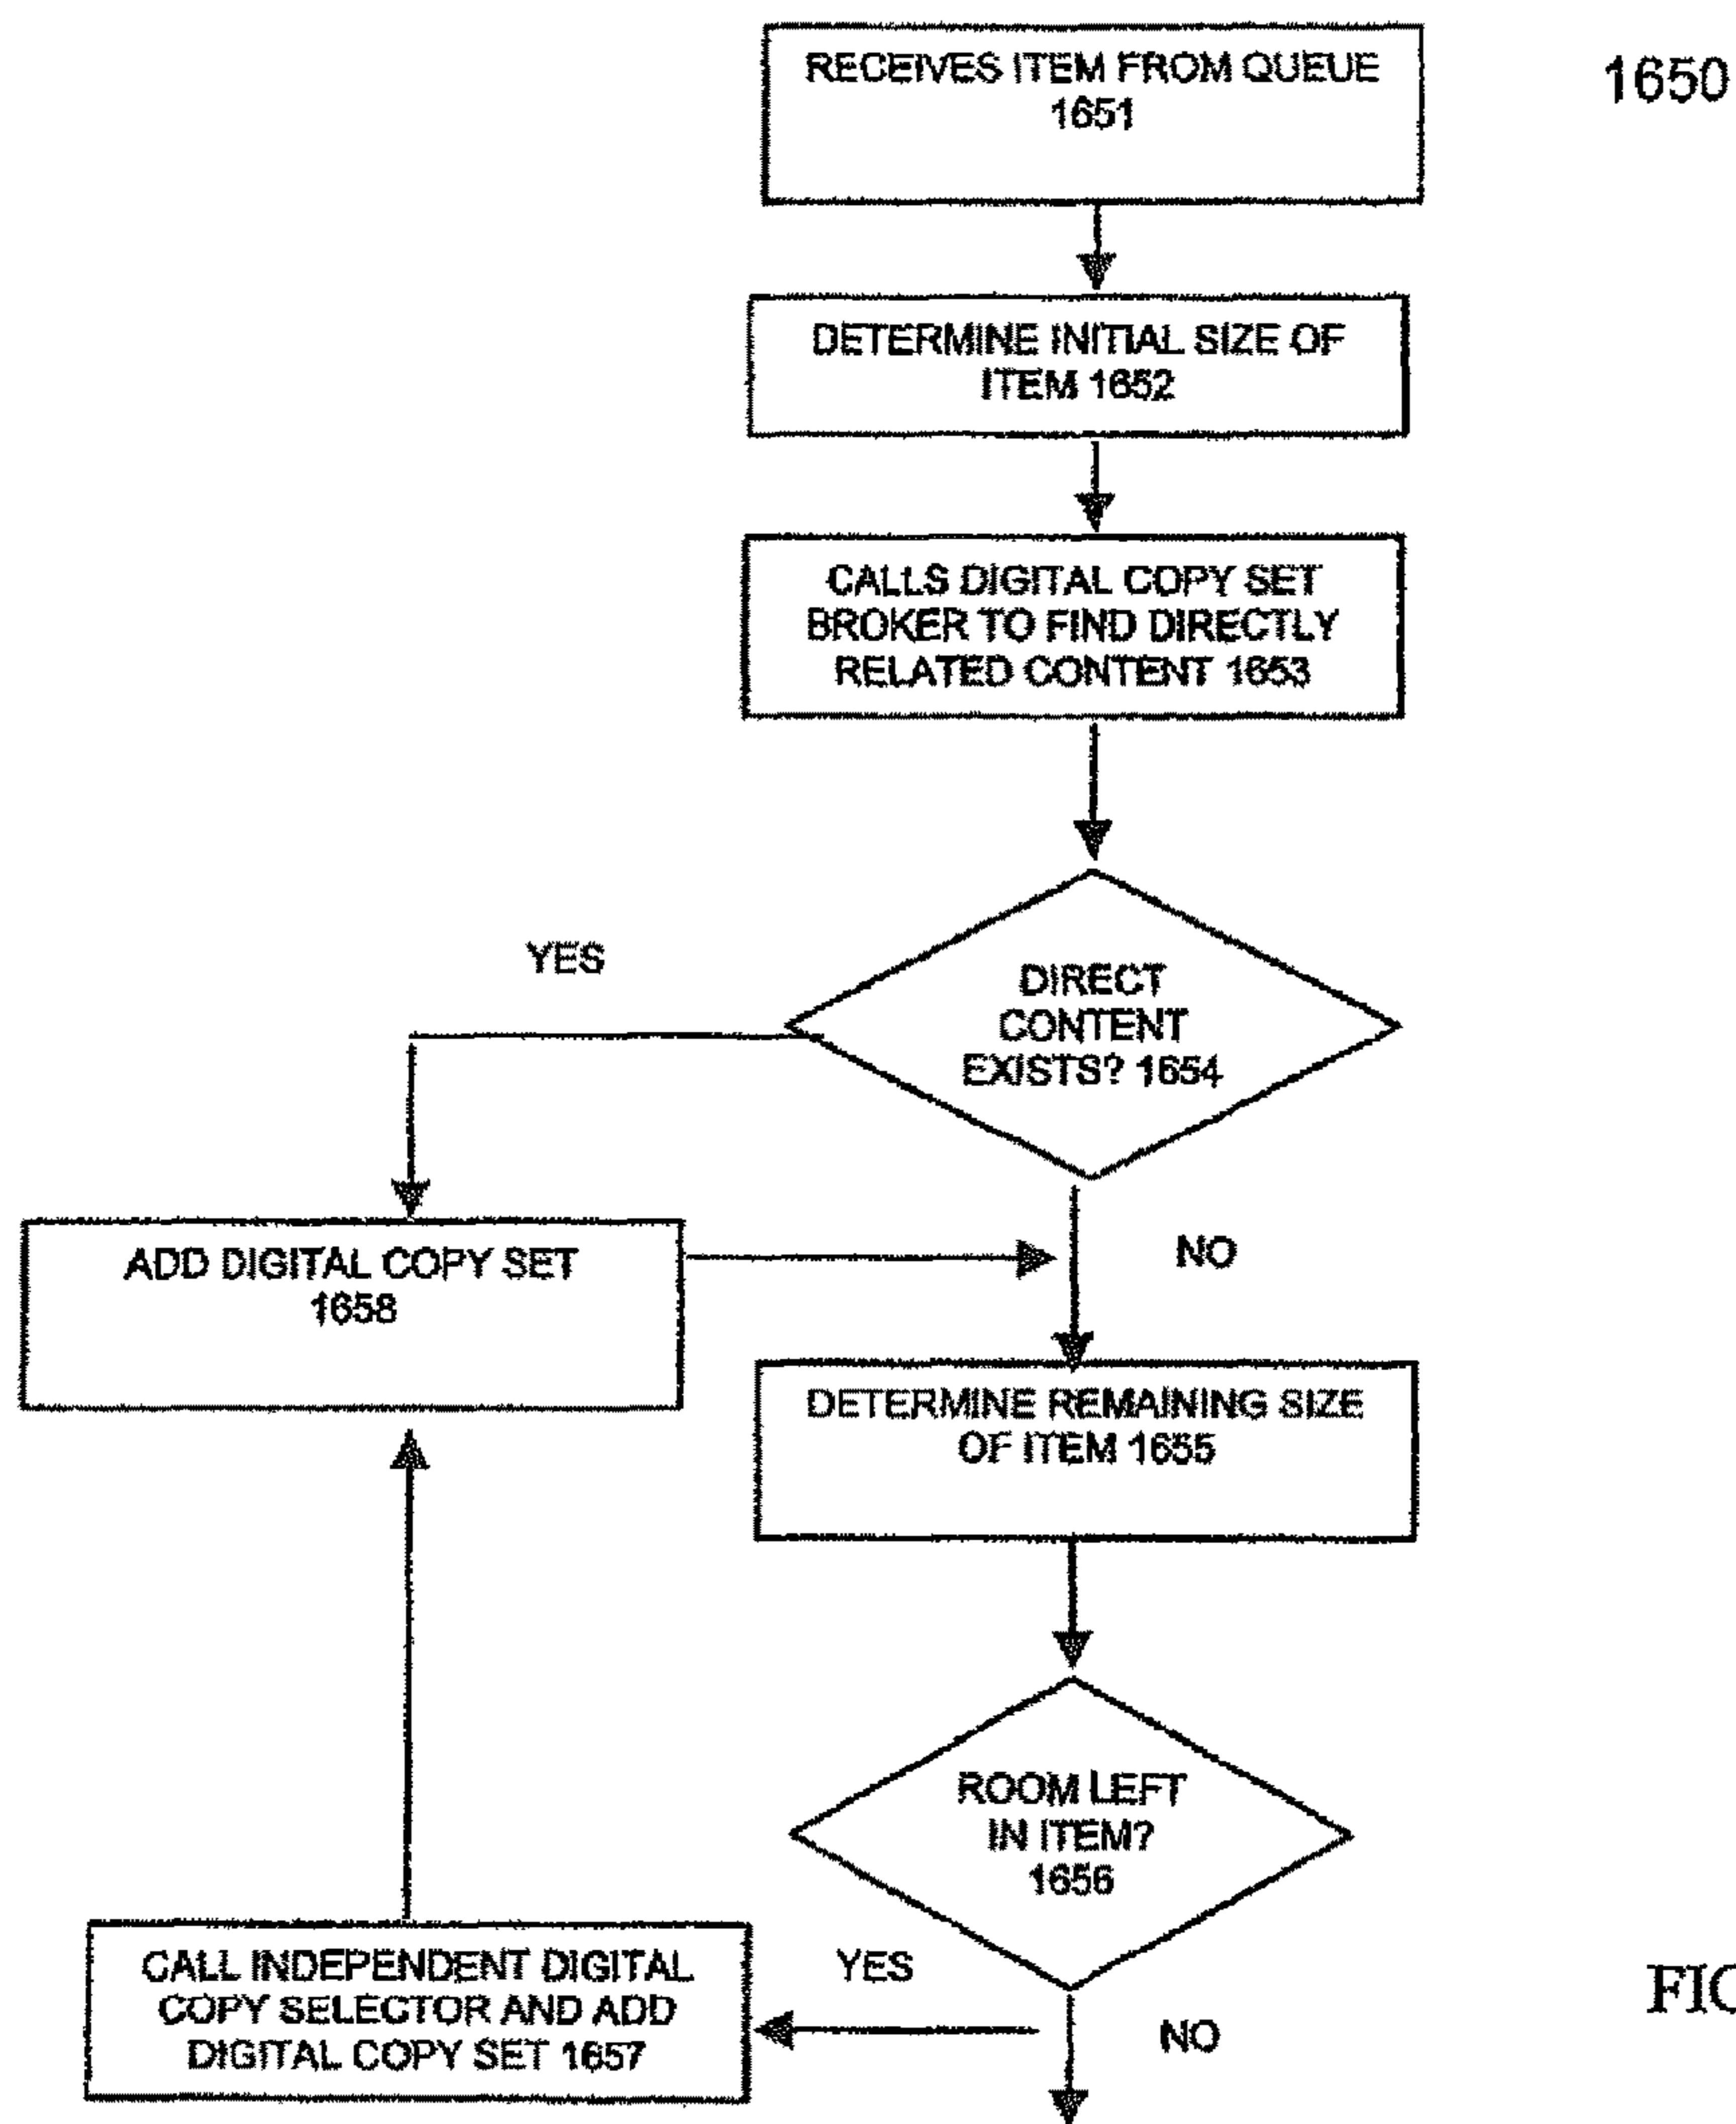 RECEIVES ITEM FROM QUEUE
1651
1650
DETERMINE INITIAL SIZE OF
ITEM 1652
CALLS DIGITAL COPY SET
BROKER TO FIND DIRECTLY
RELATED CONTENT 1653
YES
DIRECT
CONTENT
EXISTS? 1654
ADD DIGITAL COPY SET
1658
NO
DETERMINE REMAINING SIZE
OF ITEM 1655
ROOM LEFT
IN ITEM?
1656
CALL INDEPENDENT DIGITAL
COPY SELECTOR AND ADD
DIGITAL COPY SET 1657
YES
NO